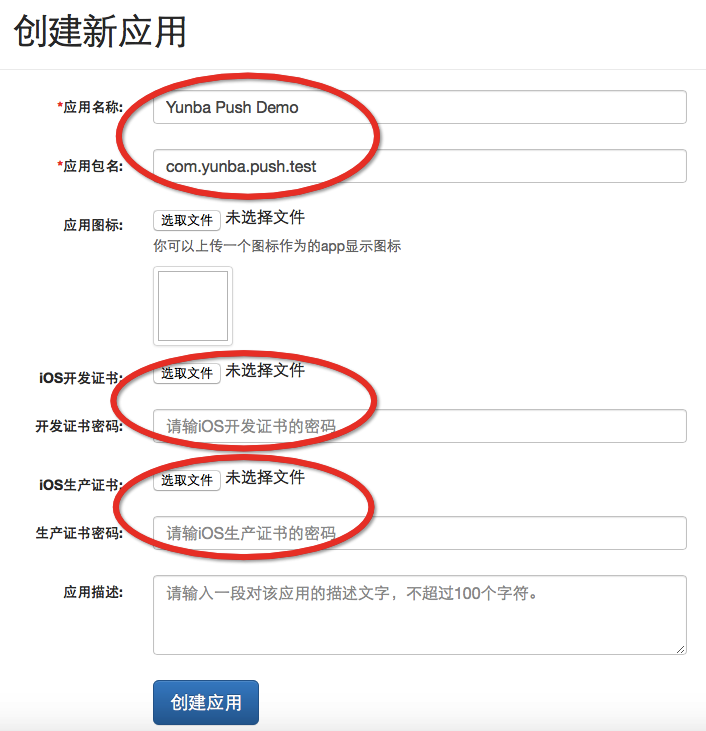 创建新应用
*应用名称: Yunba Push Demo
*应用包名: com.yunba.push.test
应用图标: 选取文件 未选择文件
你可以上传一个图标作为的app显示图标
iOS开发证书: 选取文件 未选择文件
开发证书密码: 请输iOS开发证书的密码
iOS生产证书: 选取文件 未选择文件
生产证书密码: 请输iOS生产证书的密码
应用描述: 请输入一段对该应用的描述文字，不超过100个字符。
创建应用